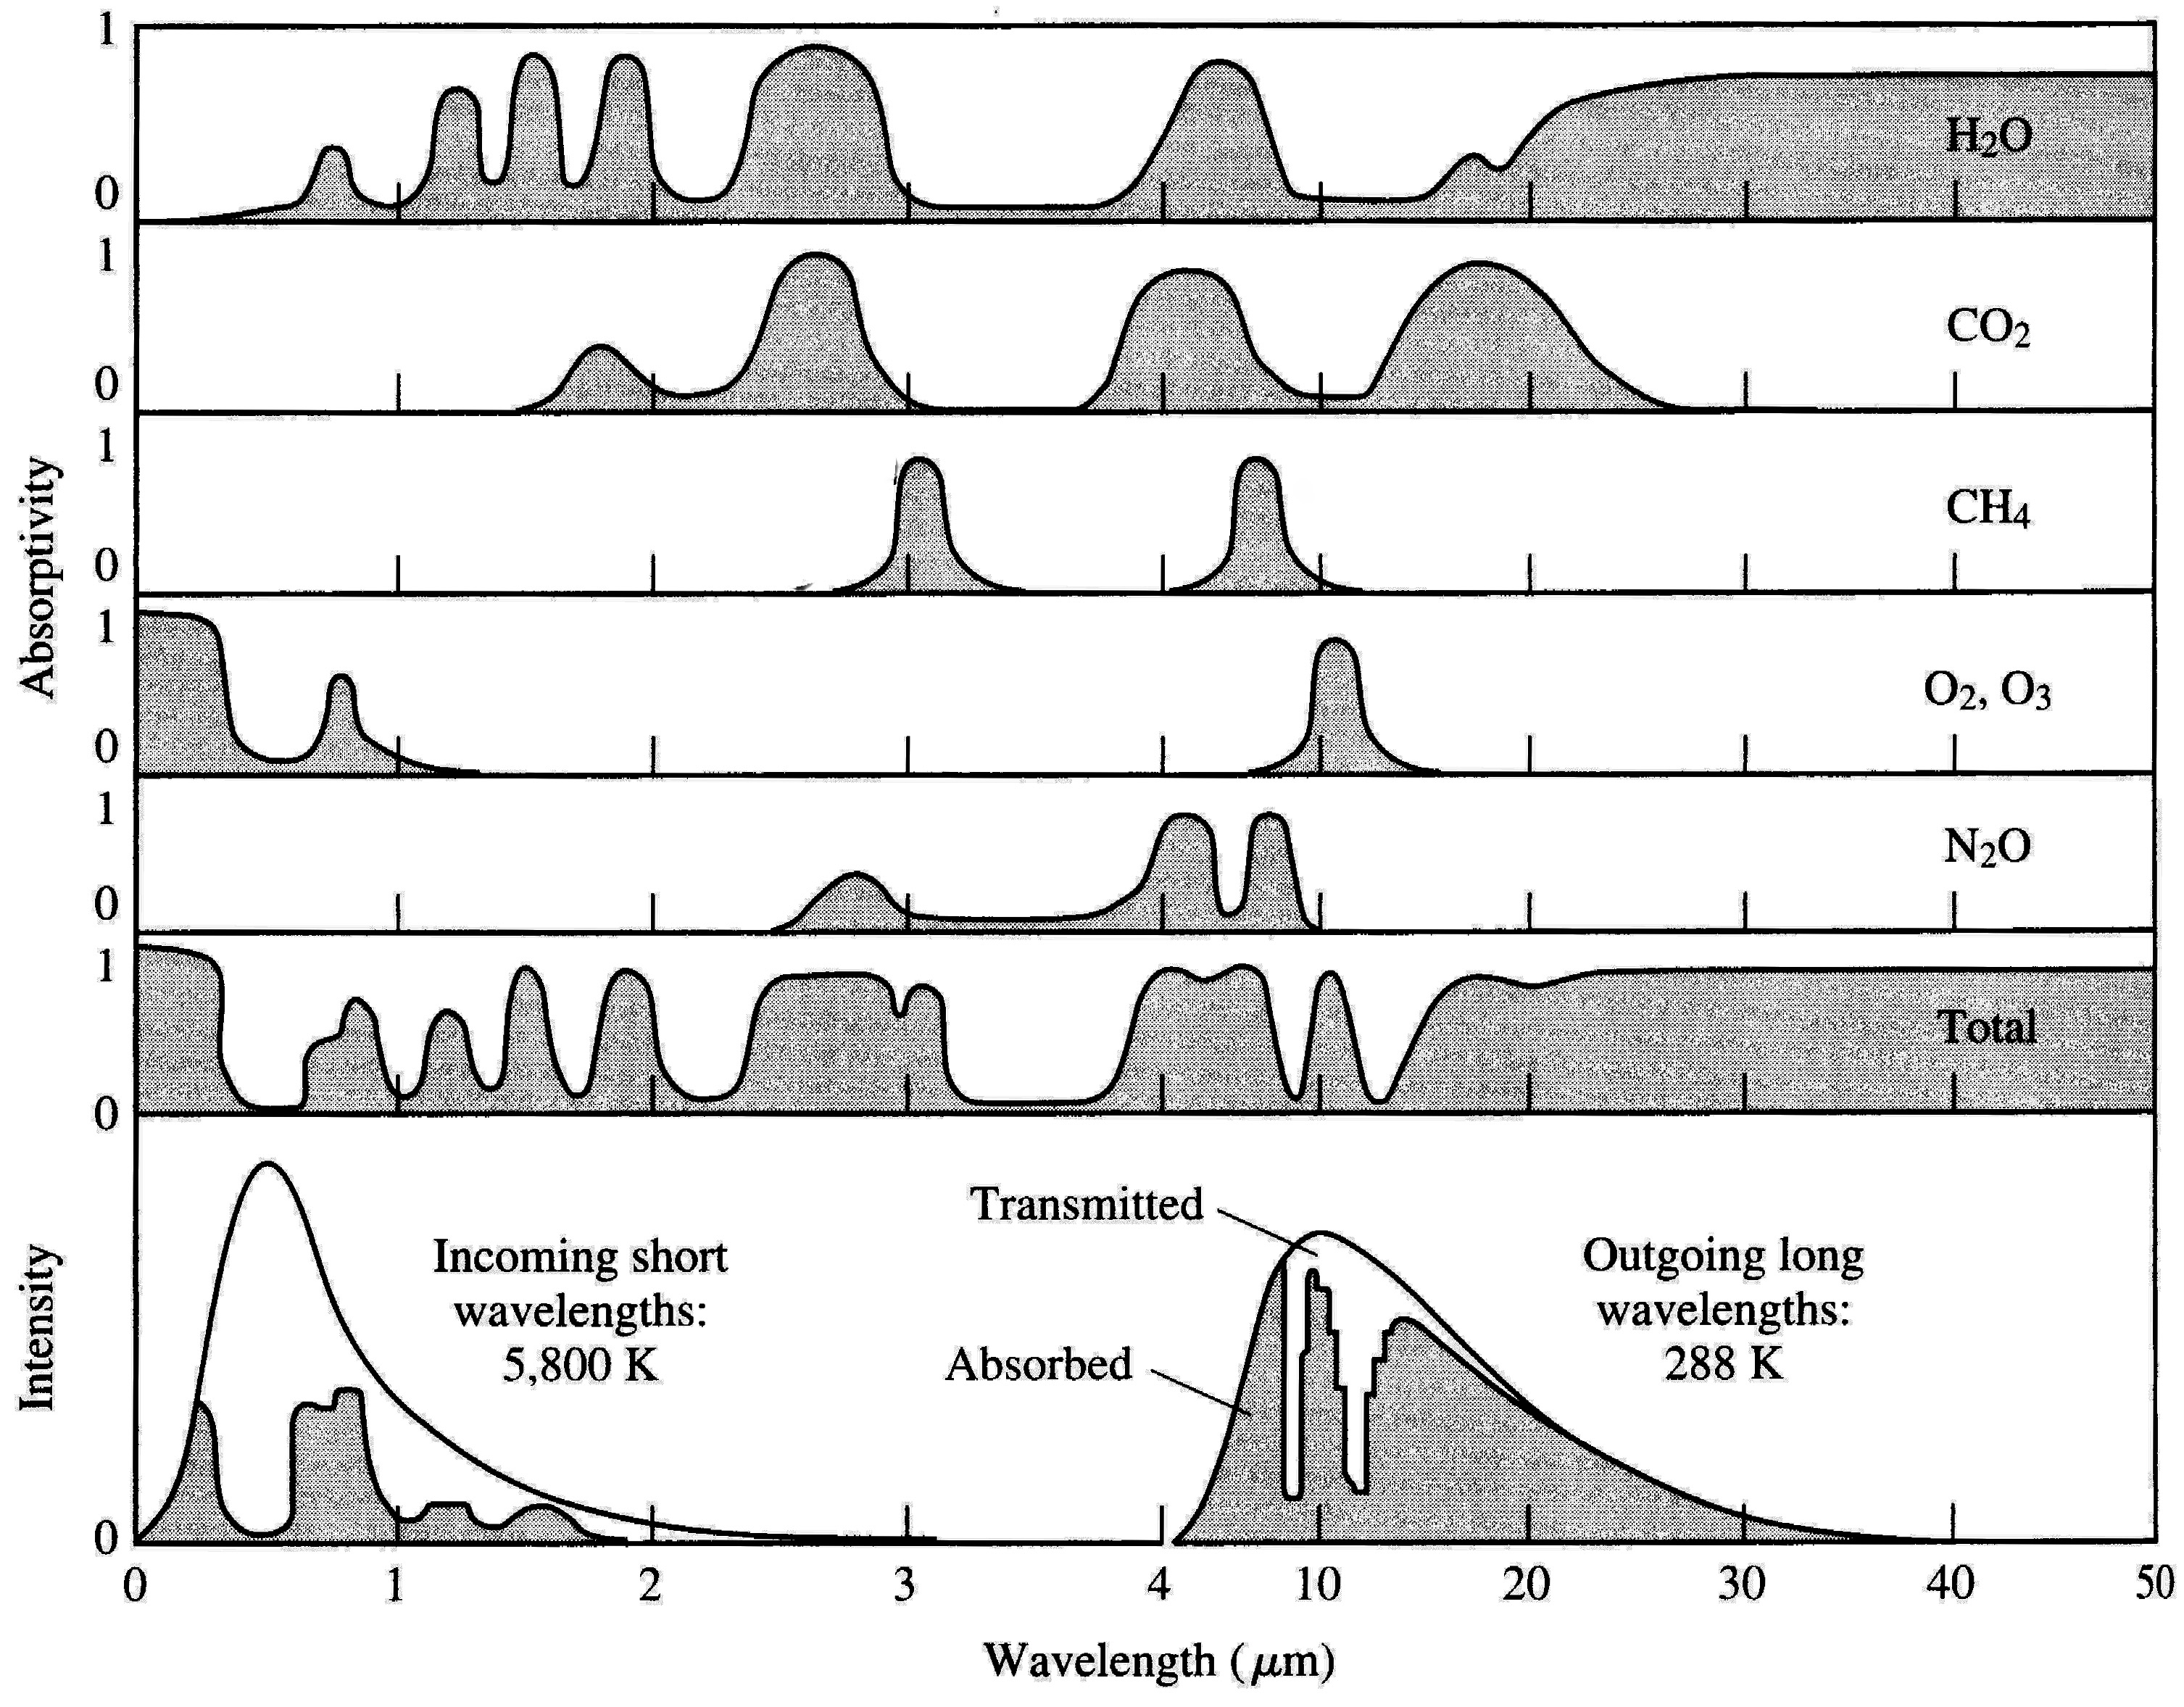 1
0
H₂O
1
0
CO₂
1
0
CH₄
Absorptivity
1
0
O₂, O₃
1
0
N₂O
1
0
Total
Intensity
0
Incoming short
wavelengths:
5,800 K
Transmitted
Absorbed
Outgoing long
wavelengths:
288 K
0 1 2 3 4 10 20 30 40 50
Wavelength (μm)